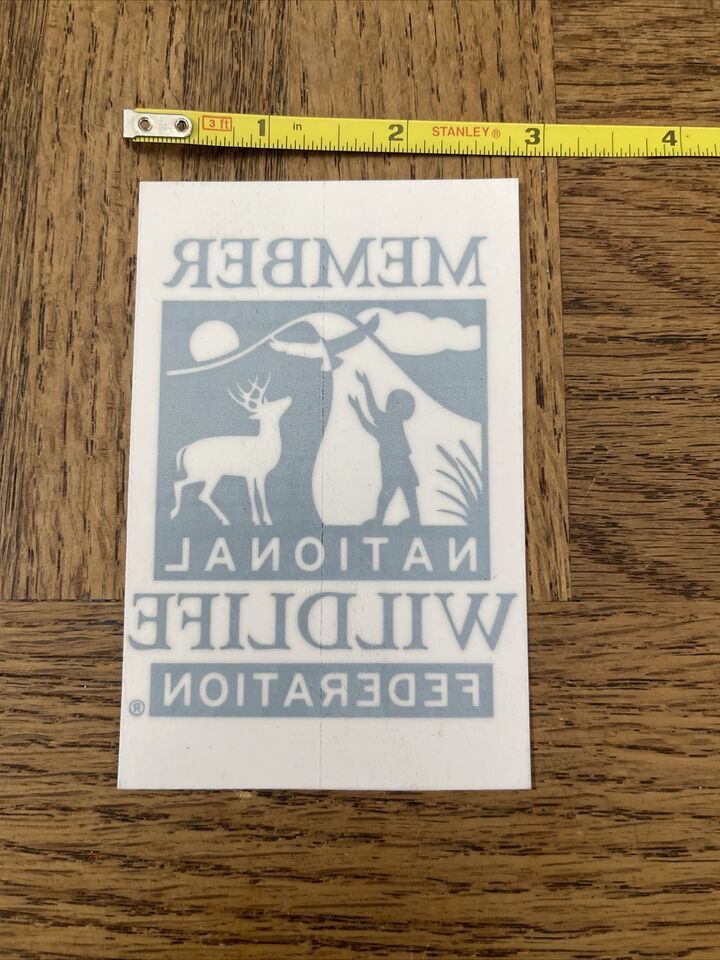 3 ft 1 in 2 STANLEY® 3 4
MEMBER
NATIONAL
WILDLIFE
FEDERATION
®